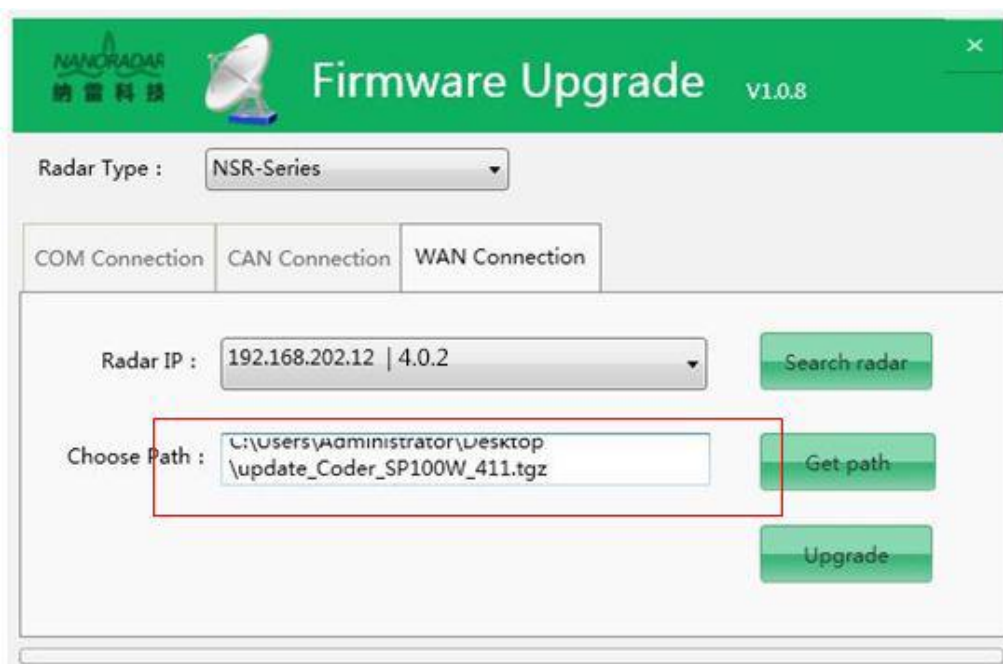 NANORADAR
纳雷科技
Firmware Upgrade V1.0.8
×
Radar Type : NSR-Series
COM Connection CAN Connection WAN Connection
Radar IP : 192.168.202.12 | 4.0.2 Search radar
Choose Path : C:\Users\Administrator\Desktop
\update_Coder_SP100W_411.tgz Get path
Upgrade